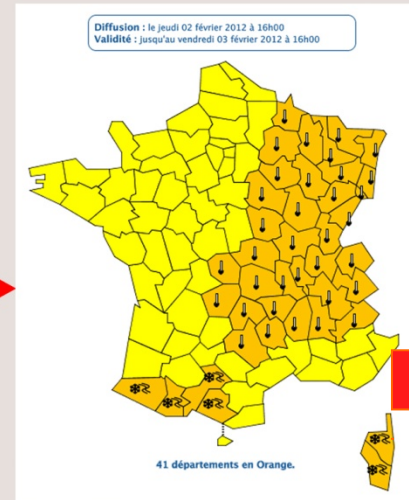 Diffusion : le jeudi 02 février 2012 à 16h00
Validité : jusqu'au vendredi 03 février 2012 à 16h00
41 départements en Orange.